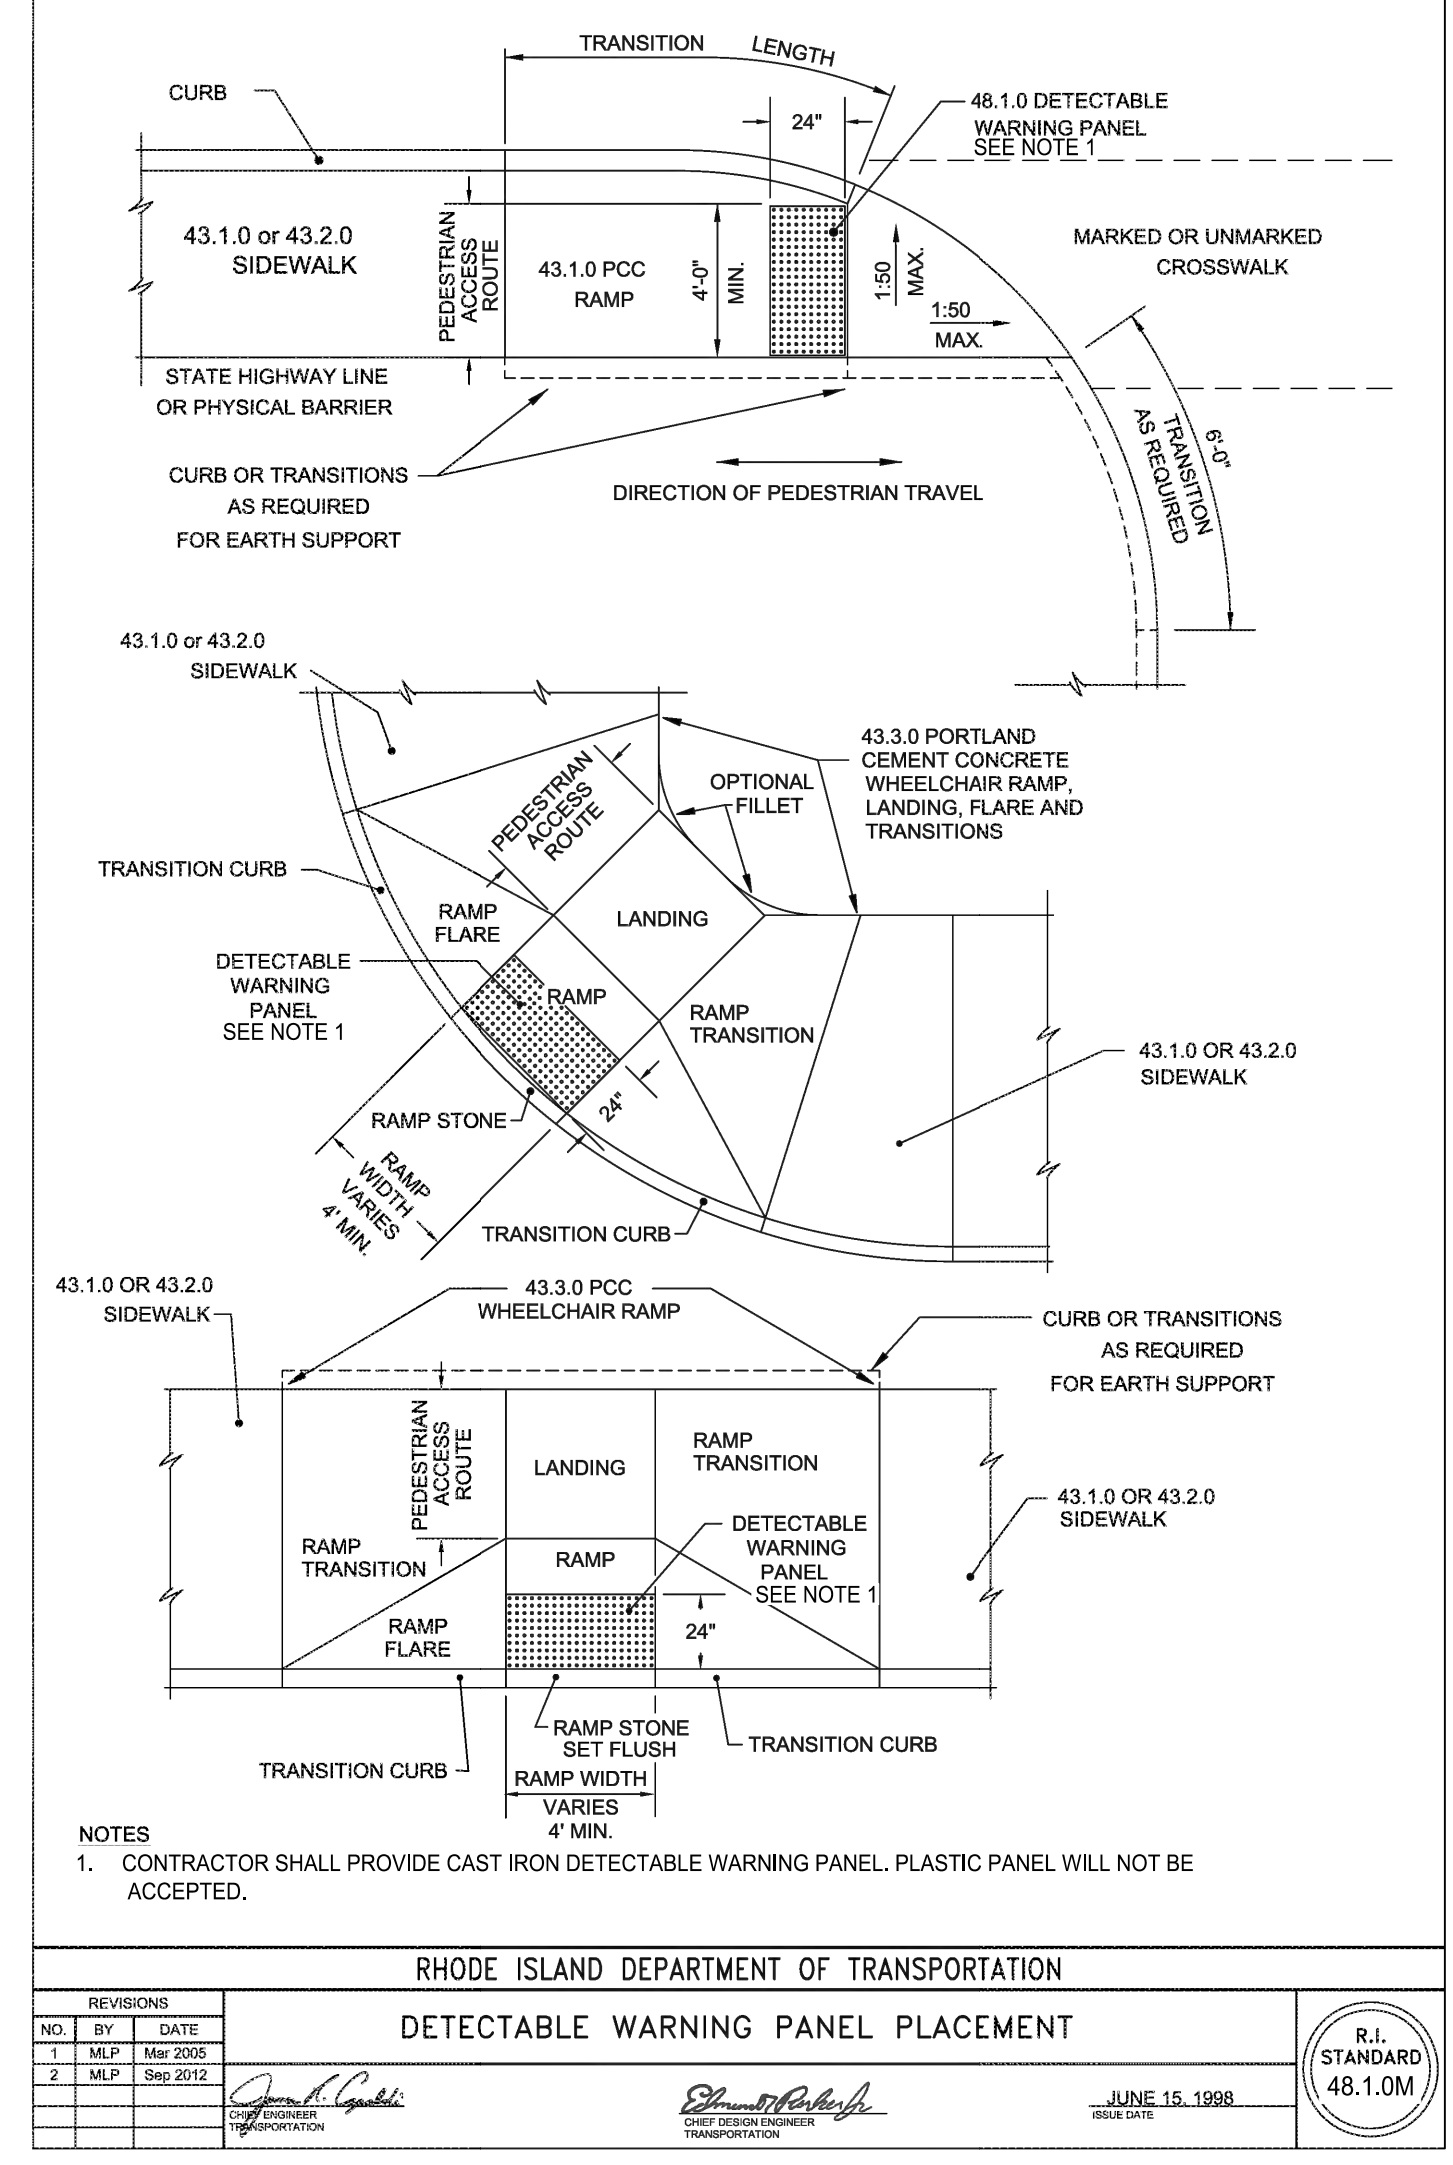 TRANSITION LENGTH
CURB
24"
48.1.0 DETECTABLE
WARNING PANEL
SEE NOTE 1
43.1.0 or 43.2.0
SIDEWALK
PEDESTRIAN
ACCESS
ROUTE
43.1.0 PCC
RAMP
4'-0"
MIN.
1:50
MAX.
1:50
MAX.
MARKED OR UNMARKED
CROSSWALK
STATE HIGHWAY LINE
OR PHYSICAL BARRIER
CURB OR TRANSITIONS
AS REQUIRED
FOR EARTH SUPPORT
DIRECTION OF PEDESTRIAN TRAVEL
6'-0"
TRANSITION
AS REQUIRED
43.1.0 or 43.2.0
SIDEWALK
PEDESTRIAN
ACCESS
ROUTE
OPTIONAL
FILLET
43.3.0 PORTLAND
CEMENT CONCRETE
WHEELCHAIR RAMP,
LANDING, FLARE AND
TRANSITIONS
TRANSITION CURB
RAMP
FLARE
LANDING
DETECTABLE
WARNING
PANEL
SEE NOTE 1
RAMP
RAMP
TRANSITION
43.1.0 OR 43.2.0
SIDEWALK
RAMP STONE
24"
RAMP
WIDTH
VARIES
4' MIN.
TRANSITION CURB
43.1.0 OR 43.2.0
SIDEWALK
43.3.0 PCC
WHEELCHAIR RAMP
CURB OR TRANSITIONS
AS REQUIRED
FOR EARTH SUPPORT
PEDESTRIAN
ACCESS
ROUTE
LANDING
RAMP
TRANSITION
43.1.0 OR 43.2.0
SIDEWALK
RAMP
TRANSITION
RAMP
DETECTABLE
WARNING
PANEL
SEE NOTE 1
RAMP
FLARE
24"
RAMP STONE
SET FLUSH
TRANSITION CURB
TRANSITION CURB
RAMP WIDTH
VARIES
4' MIN.
NOTES
1. CONTRACTOR SHALL PROVIDE CAST IRON DETECTABLE WARNING PANEL. PLASTIC PANEL WILL NOT BE
ACCEPTED.
RHODE ISLAND DEPARTMENT OF TRANSPORTATION
REVISIONS
NO. BY DATE
1 MLP Mar 2005
2 MLP Sep 2012
DETECTABLE WARNING PANEL PLACEMENT
CHIEF ENGINEER
TRANSPORTATION
Edmund T Parker Jr
CHIEF DESIGN ENGINEER
TRANSPORTATION
JUNE 15, 1998
ISSUE DATE
R.I.
STANDARD
48.1.0M